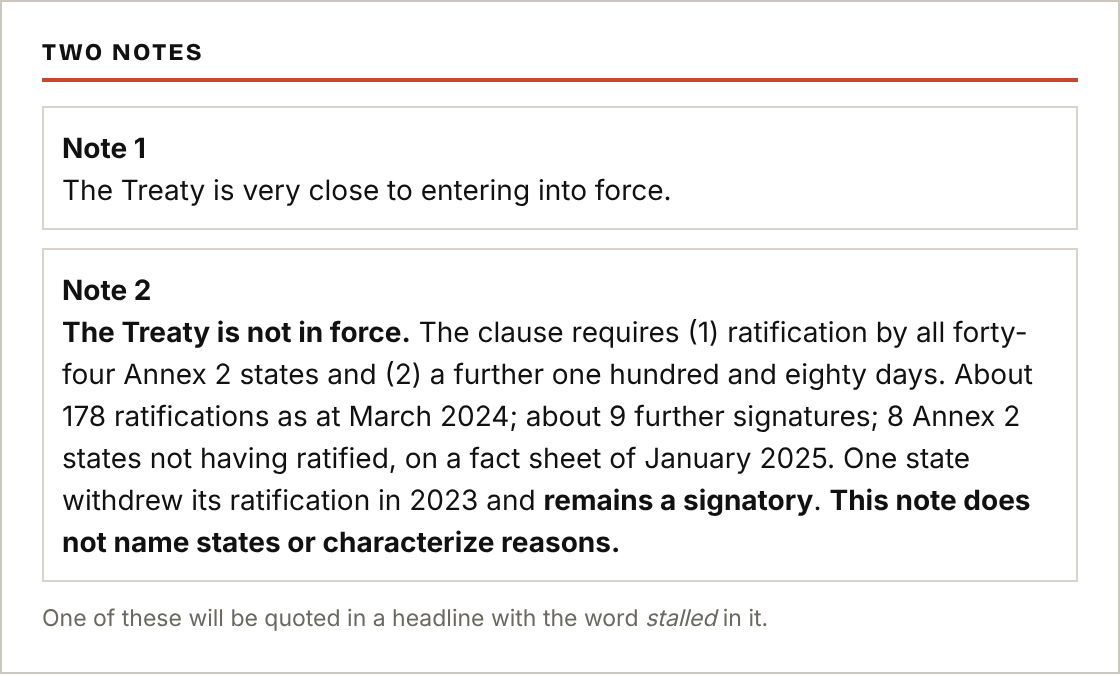 TWO NOTES
Note 1
The Treaty is very close to entering into force.
Note 2
The Treaty is not in force. The clause requires (1) ratification by all forty-
four Annex 2 states and (2) a further one hundred and eighty days. About
178 ratifications as at March 2024; about 9 further signatures; 8 Annex 2
states not having ratified, on a fact sheet of January 2025. One state
withdrew its ratification in 2023 and remains a signatory. This note does
not name states or characterize reasons.
One of these will be quoted in a headline with the word stalled in it.